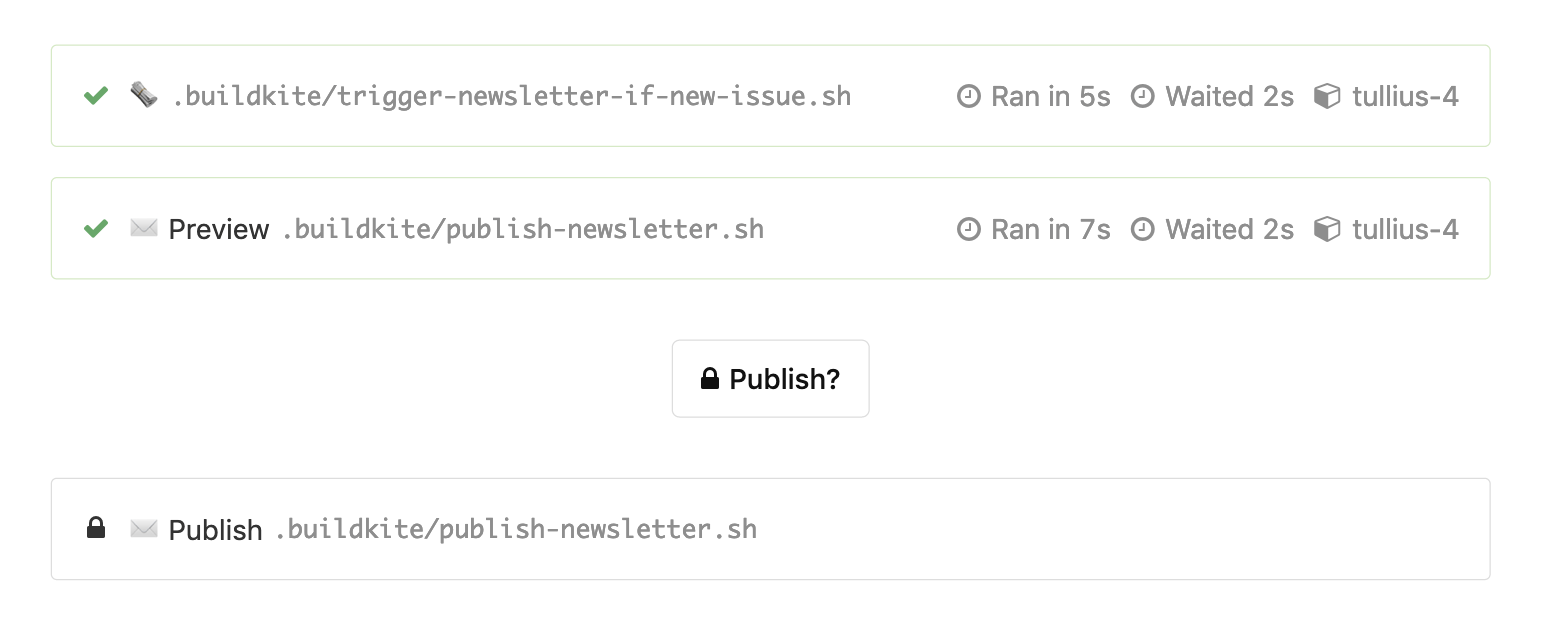 .buildkite/trigger-newsletter-if-new-issue.sh Ran in 5s Waited 2s tullius-4
Preview .buildkite/publish-newsletter.sh Ran in 7s Waited 2s tullius-4
Publish?
Publish .buildkite/publish-newsletter.sh